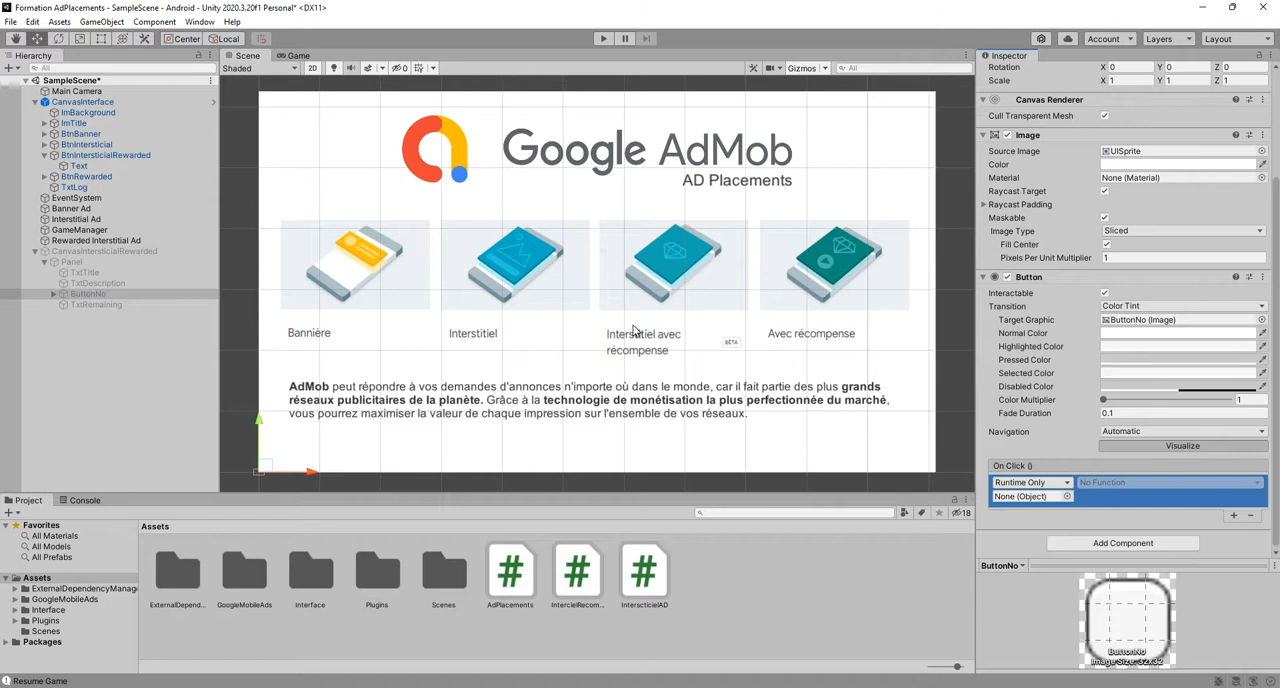 Formation AdPlacements - SampleScene - Android - Unity 2020.3.20f1 Personal* <DX11>
File Edit Assets GameObject Component Window Help
Center Local Account Layers Layout
Hierarchy
All
SampleScene*
Main Camera
CanvasInterface
ImBackground
ImTitle
BtnBanner
BtnIntersticial
BtnIntersticialRewarded
Text
BtnRewarded
TxtLog
EventSystem
Banner Ad
Interstitial Ad
GameManager
Rewarded Interstitial Ad
CanvasIntersticialRewarded
Panel
TxtTitle
TxtDescription
ButtonNo
TxtRemaining
Scene Game
Shaded 2D 0 Gizmos All
Google AdMob
AD Placements
Bannière
Interstitiel
Interstitiel avec
récompense
BÊTA
Avec récompense
AdMob peut répondre à vos demandes d'annonces n'importe où dans le monde, car il fait partie des plus grands
réseaux publicitaires de la planète. Grâce à la technologie de monétisation la plus perfectionnée du marché,
vous pourrez maximiser la valeur de chaque impression sur l'ensemble de vos réseaux.
Inspector
Rotation X 0 Y 0 Z 0
Scale X 1 Y 1 Z 1
Canvas Renderer
Cull Transparent Mesh
Image
Source Image UISprite
Color
Material None (Material)
Raycast Target
Raycast Padding
Maskable
Image Type Sliced
Fill Center
Pixels Per Unit Multiplier 1
Button
Interactable
Transition Color Tint
Target Graphic ButtonNo (Image)
Normal Color
Highlighted Color
Pressed Color
Selected Color
Disabled Color
Color Multiplier 1
Fade Duration 0.1
Navigation Automatic
Visualize
On Click ()
Runtime Only No Function
None (Object)
Add Component
ButtonNo
ButtonNo
Image Size: 32x32
Project Console
18
Favorites
All Materials
All Models
All Prefabs
Assets
ExternalDependencyManag
GoogleMobileAds
Interface
Plugins
Scenes
Packages
Assets
ExternalDepend... GoogleMobileAds Interface Plugins Scenes AdPlacements IntercielRecom... InterscticielAD
Resume Game